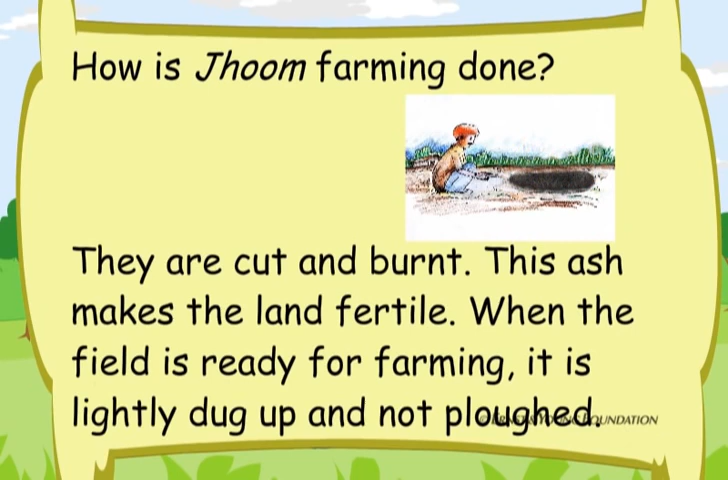 How is Jhoom farming done?
They are cut and burnt. This ash
makes the land fertile. When the
field is ready for farming, it is
lightly dug up and not ploughed.
FOUNDATION